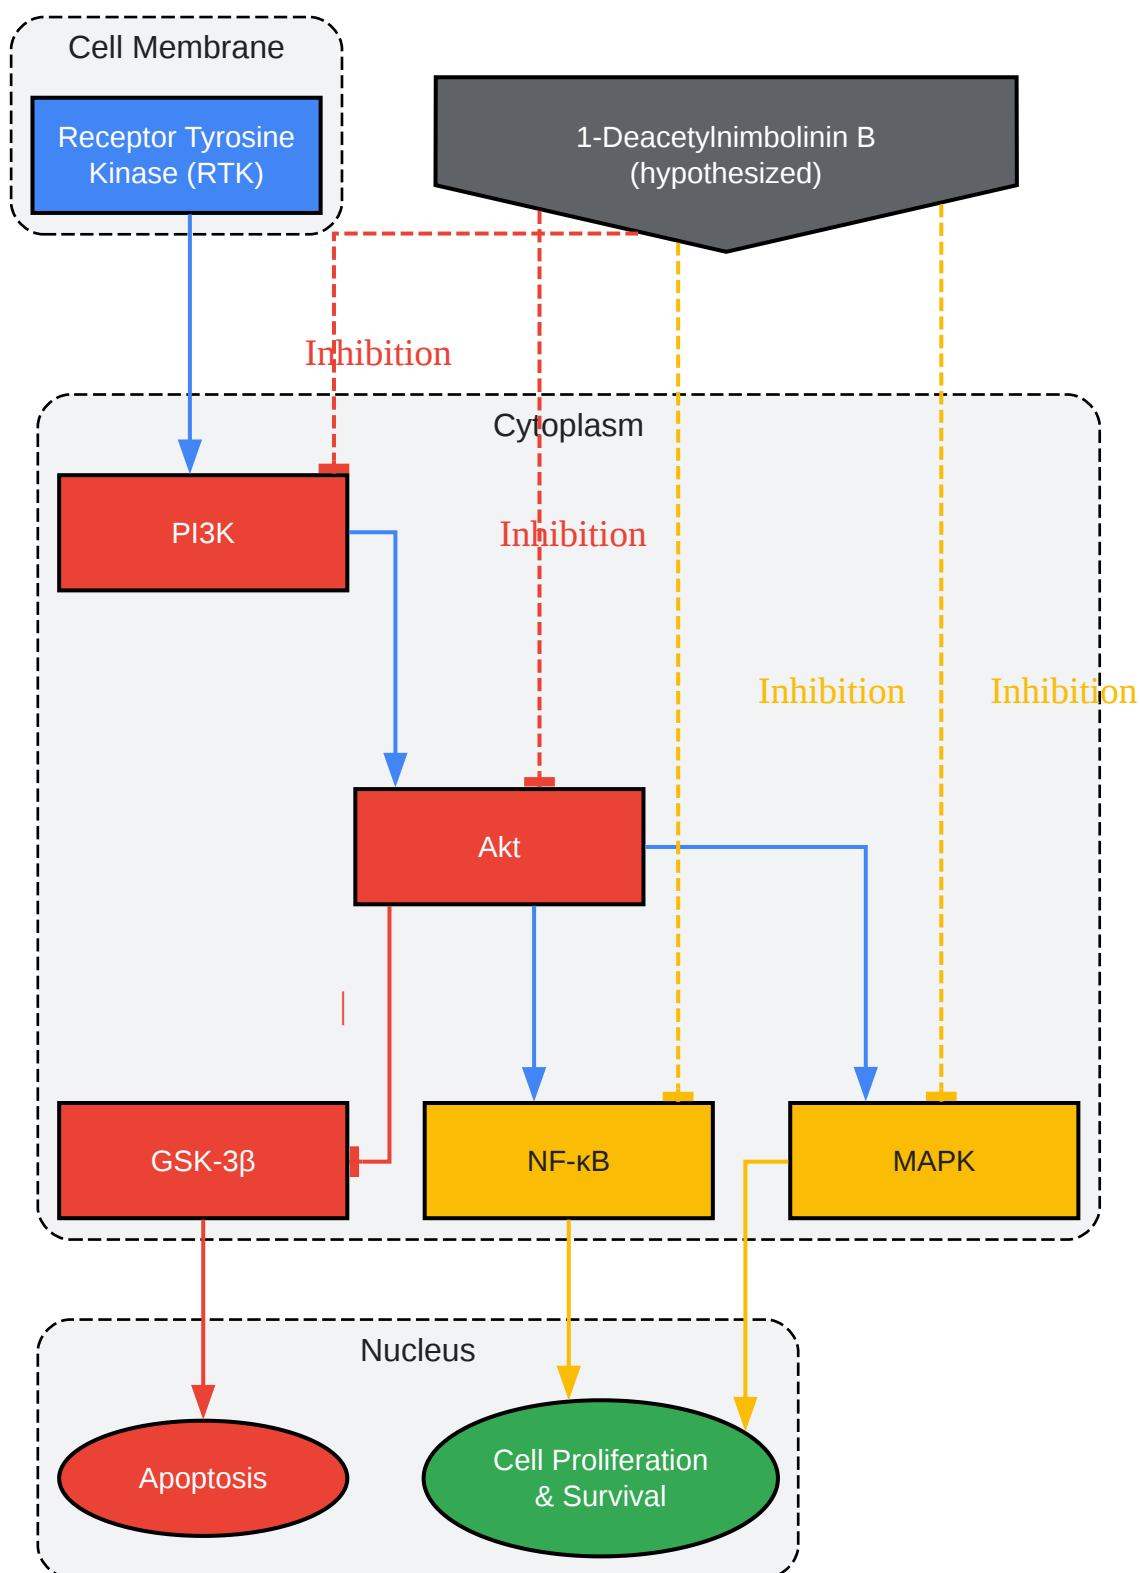 Cell Membrane
Receptor Tyrosine
Kinase (RTK)
1-Deacetylnimbolinin B
(hypothesized)
Inhibition
Cytoplasm
PI3K
Inhibition
Inhibition
Inhibition
Akt
GSK-3β
NF-κB
MAPK
Nucleus
Apoptosis
Cell Proliferation
& Survival